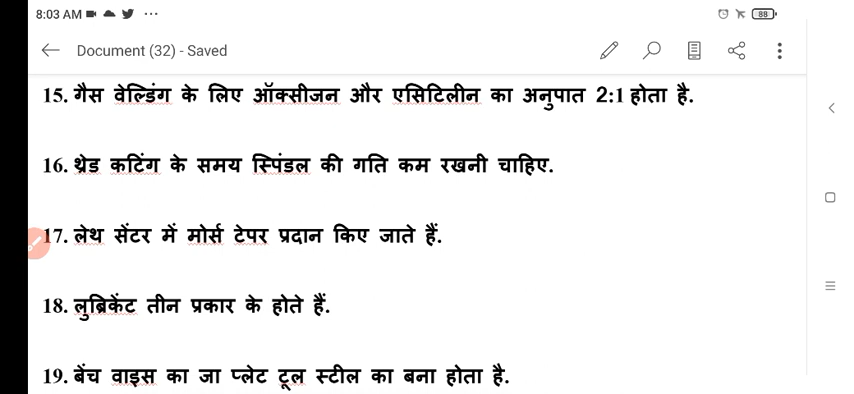 8:03 AM ...
88
Document (32) - Saved
15. गैस वेल्डिंग के लिए ऑक्सीजन और एसिटिलीन का अनुपात 2:1 होता है.
16. थ्रेड कटिंग के समय स्पिंडल की गति कम रखनी चाहिए.
17. लेथ सेंटर में मोर्स टेपर प्रदान किए जाते हैं.
18. लुब्रिकेंट तीन प्रकार के होते हैं.
19. बेंच वाइस का जा प्लेट टूल स्टील का बना होता है.